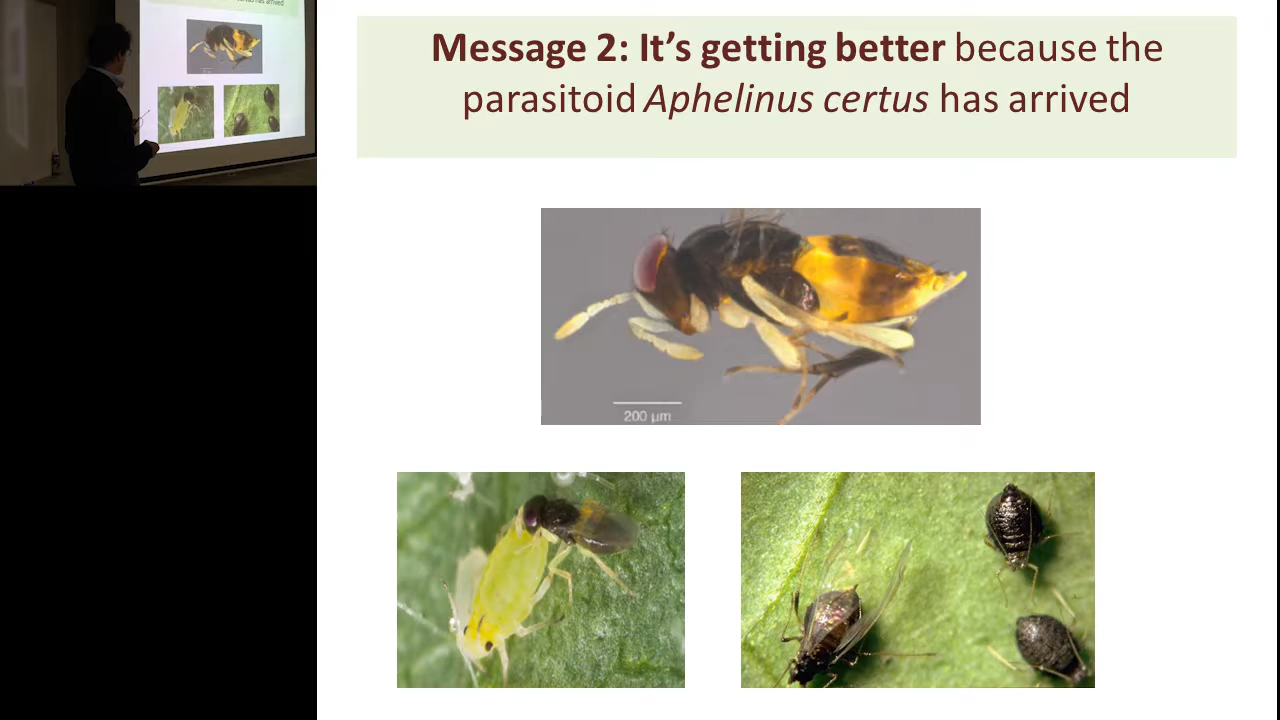 Message 2: It's getting better because the
parasitoid Aphelinus certus has arrived
200 µm